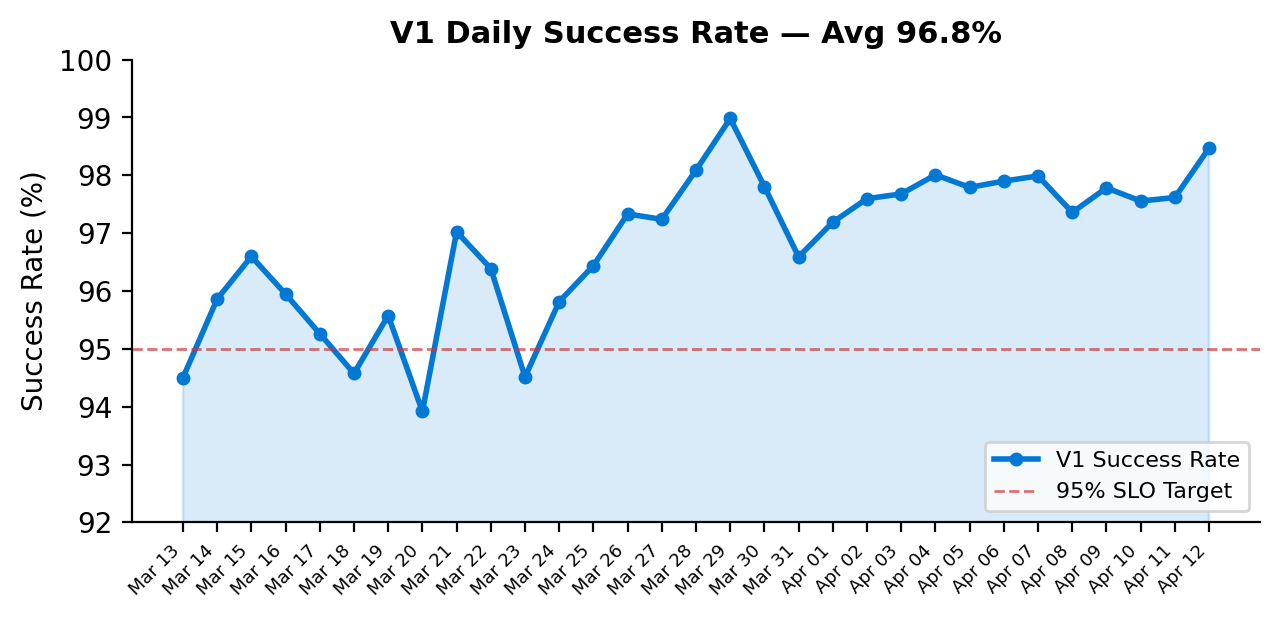 V1 Daily Success Rate — Avg 96.8%
Success Rate (%)
100
99
98
97
96
95
94
93
92
V1 Success Rate
95% SLO Target
Mar 13
Mar 14
Mar 15
Mar 16
Mar 17
Mar 18
Mar 19
Mar 20
Mar 21
Mar 22
Mar 23
Mar 24
Mar 25
Mar 26
Mar 27
Mar 28
Mar 29
Mar 30
Mar 31
Apr 01
Apr 02
Apr 03
Apr 04
Apr 05
Apr 06
Apr 07
Apr 08
Apr 09
Apr 10
Apr 11
Apr 12